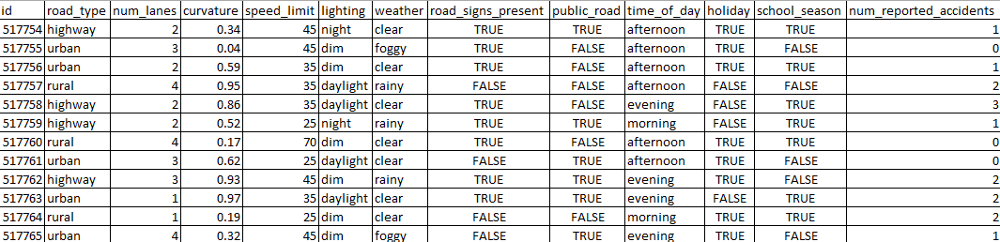 id road_type num_lanes curvature speed_limit lighting weather road_signs_present public_road time_of_day holiday school_season num_reported_accidents
517754 highway 2 0.34 45 night clear TRUE TRUE afternoon TRUE TRUE 1
517755 urban 3 0.04 45 dim foggy TRUE FALSE afternoon TRUE FALSE 0
517756 urban 2 0.59 35 dim clear TRUE FALSE afternoon TRUE TRUE 1
517757 rural 4 0.95 35 daylight rainy FALSE FALSE afternoon FALSE FALSE 2
517758 highway 2 0.86 35 daylight clear TRUE FALSE evening FALSE TRUE 3
517759 highway 2 0.52 25 night rainy TRUE TRUE morning FALSE TRUE 1
517760 rural 4 0.17 70 dim clear TRUE FALSE afternoon TRUE FALSE 0
517761 urban 3 0.62 25 daylight clear FALSE TRUE afternoon TRUE FALSE 0
517762 highway 3 0.93 45 dim rainy TRUE TRUE evening TRUE FALSE 2
517763 urban 1 0.97 35 daylight clear TRUE TRUE evening FALSE TRUE 2
517764 rural 1 0.19 25 dim clear FALSE FALSE morning TRUE TRUE 2
517765 urban 4 0.32 45 dim foggy FALSE TRUE evening TRUE FALSE 1